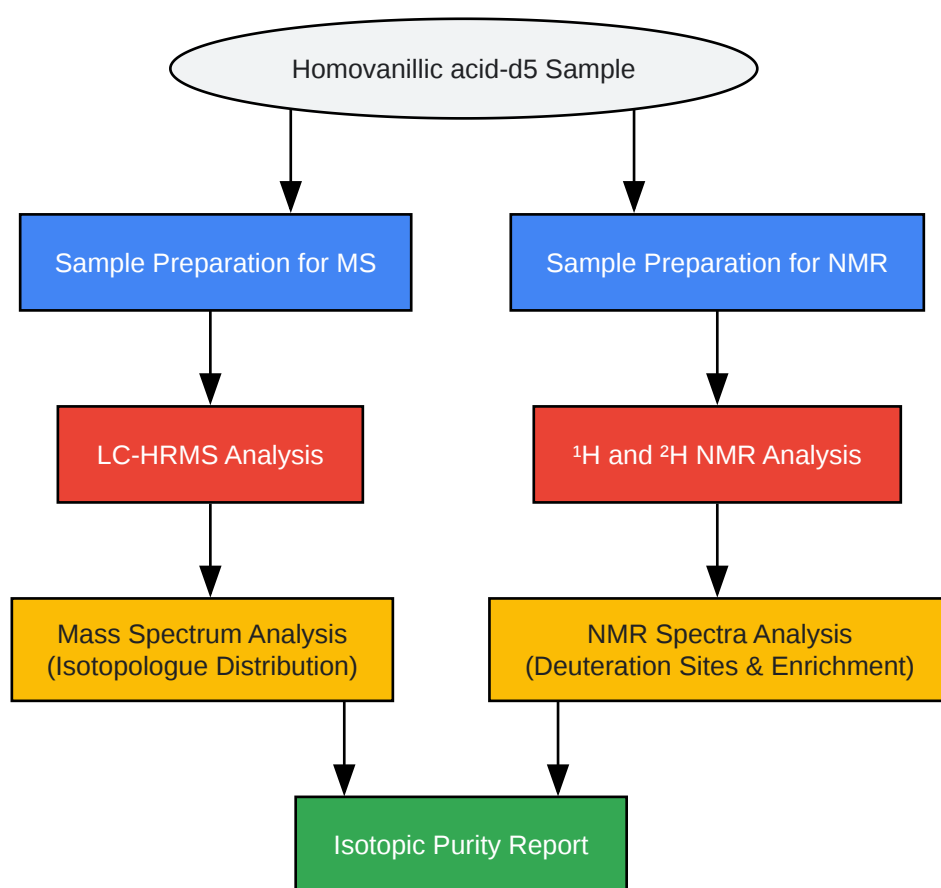 Homovanillic acid-d5 Sample
Sample Preparation for MS
Sample Preparation for NMR
LC-HRMS Analysis
¹H and ²H NMR Analysis
Mass Spectrum Analysis
(Isotopologue Distribution)
NMR Spectra Analysis
(Deuteration Sites & Enrichment)
Isotopic Purity Report